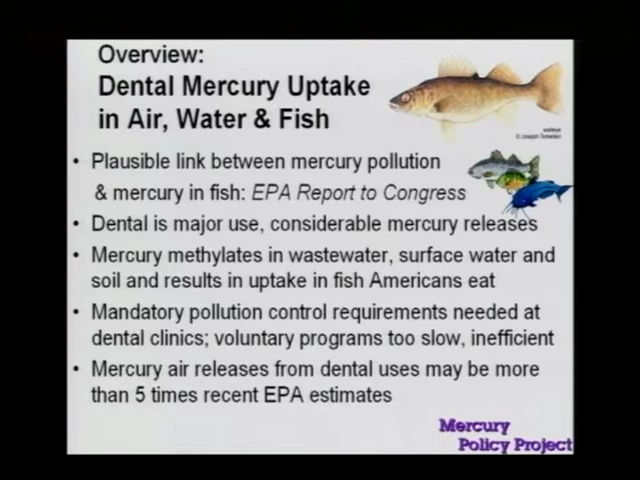 Overview:
Dental Mercury Uptake
in Air, Water & Fish
walleye
© Joseph Tomelleri
• Plausible link between mercury pollution
& mercury in fish: EPA Report to Congress
• Dental is major use, considerable mercury releases
• Mercury methylates in wastewater, surface water and
soil and results in uptake in fish Americans eat
• Mandatory pollution control requirements needed at
dental clinics; voluntary programs too slow, inefficient
• Mercury air releases from dental uses may be more
than 5 times recent EPA estimates
Mercury
Policy Project